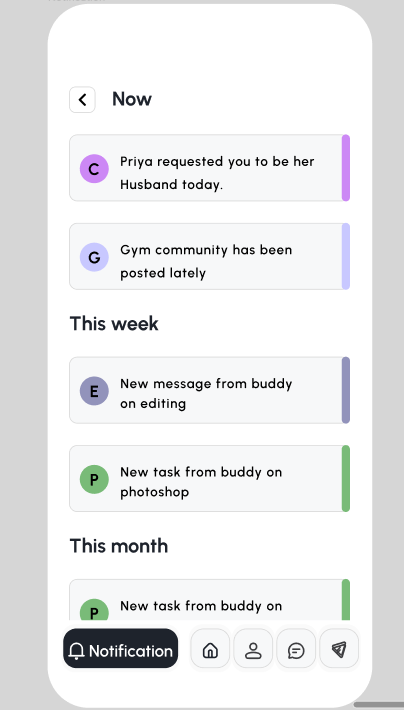 Now
C
Priya requested you to be her
Husband today.
G
Gym community has been
posted lately
This week
E
New message from buddy
on editing
P
New task from buddy on
photoshop
This month
P
New task from buddy on
Notification